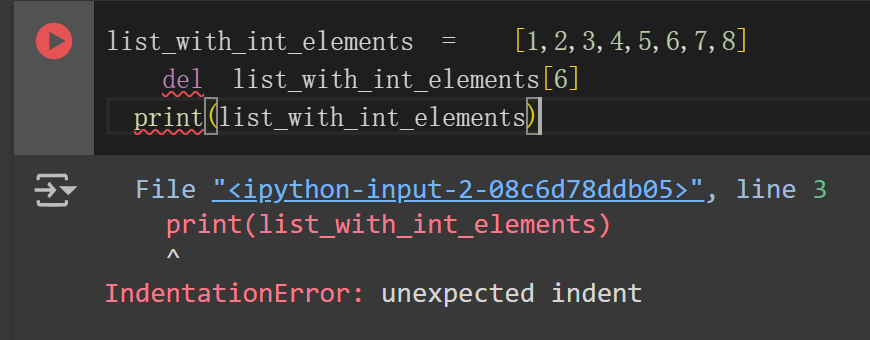 list_with_int_elements  =    [1,2,3,4,5,6,7,8]
    del  list_with_int_elements[6]
  print(list_with_int_elements)
  File "<ipython-input-2-08c6d78ddb05>", line 3
    print(list_with_int_elements)
    ^
IndentationError: unexpected indent